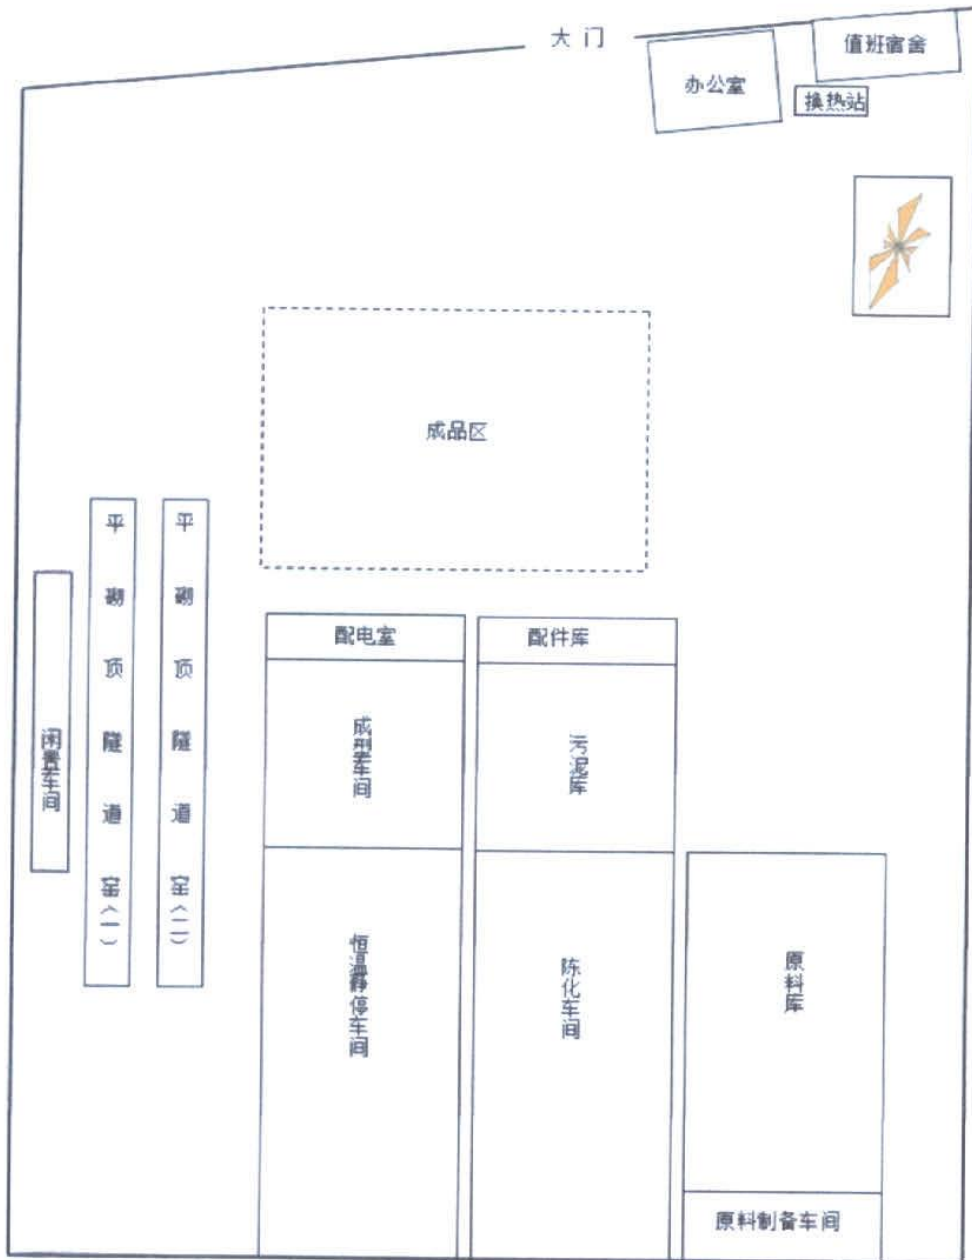 大门
值班宿舍
办公室
换热站
成品区
平砌顶隧道窑(一)
平砌顶隧道窑(二)
闲置车间
配电室
配件库
成型车间
污泥库
恒温静停车间
陈化车间
原料库
原料制备车间